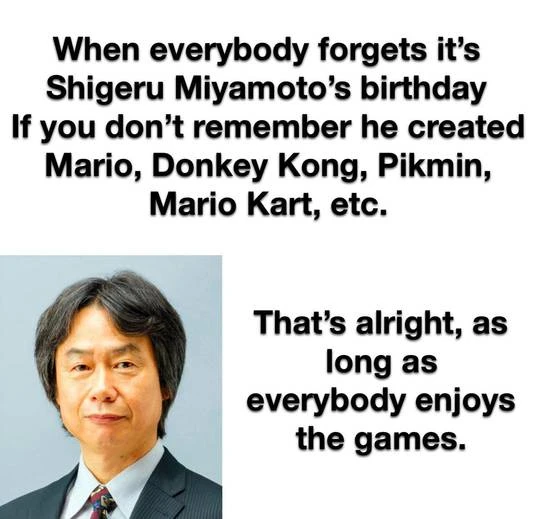 When everybody forgets it’s
Shigeru Miyamoto’s birthday
If you don’t remember he created
Mario, Donkey Kong, Pikmin,
Mario Kart, etc.
That’s alright, as
long as
everybody enjoys
the games.